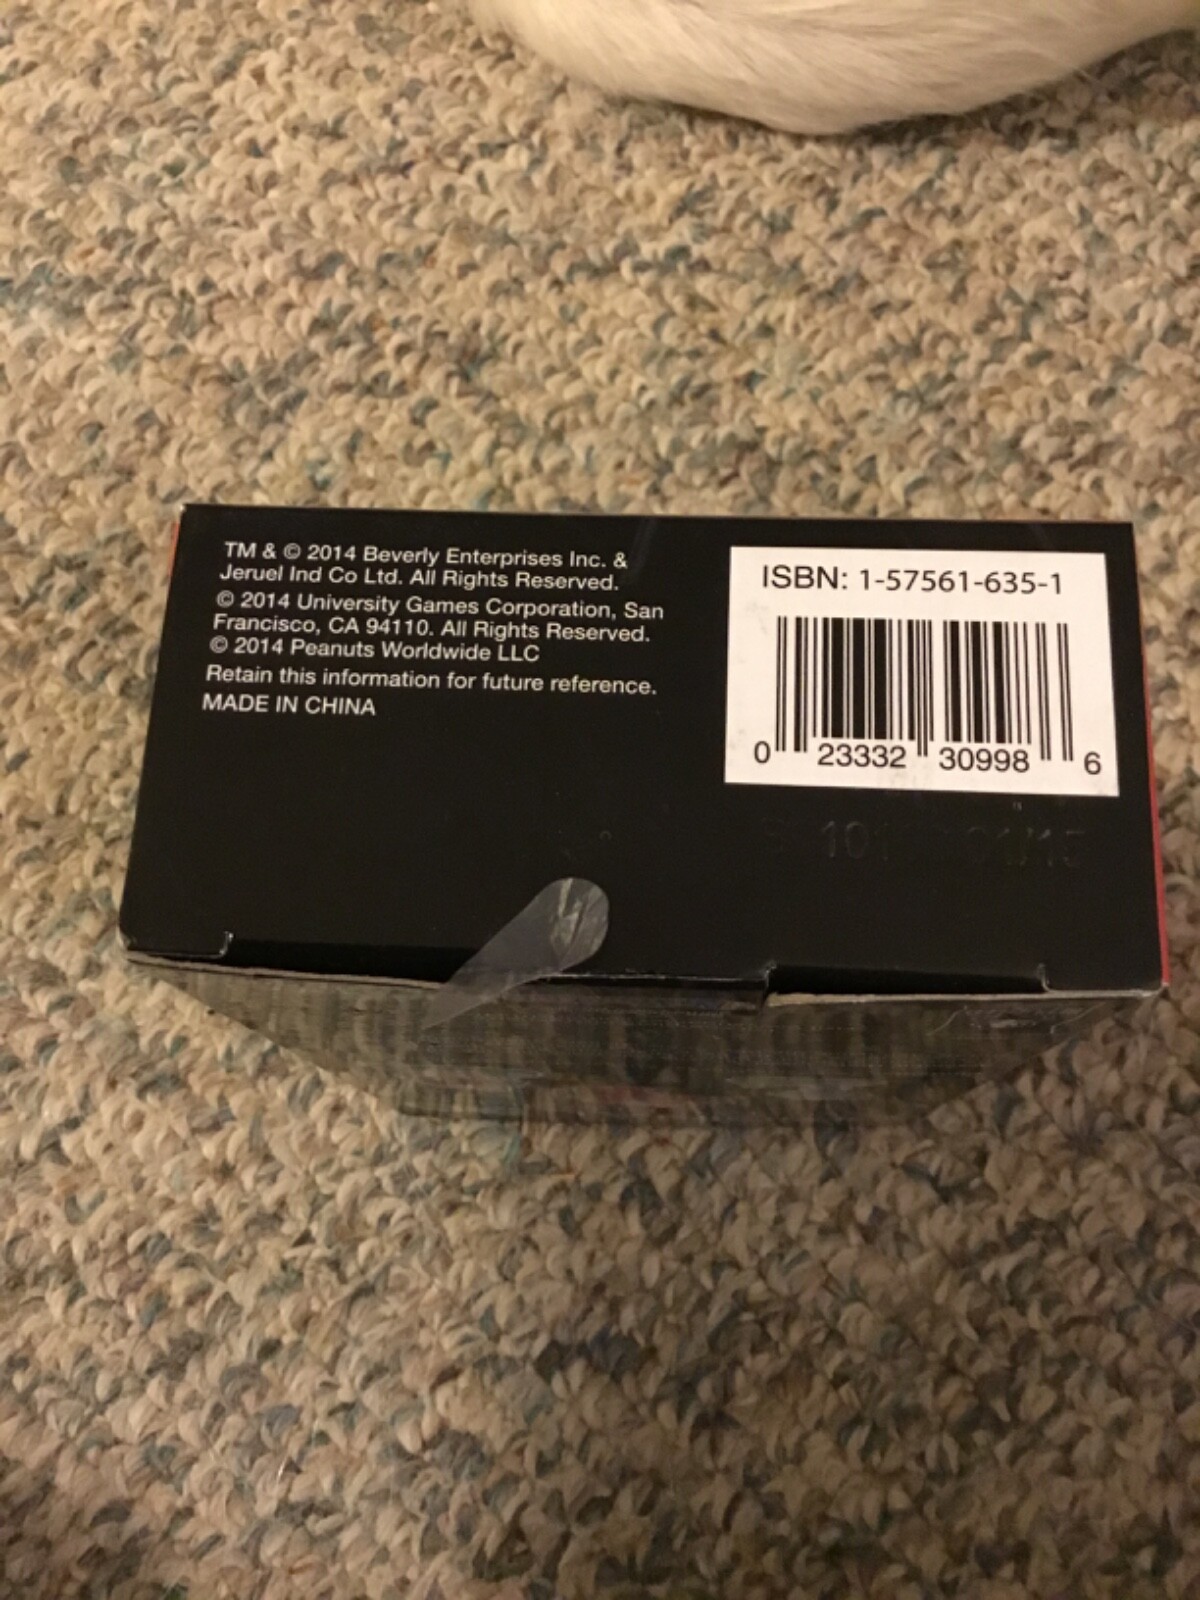 TM & © 2014 Beverly Enterprises Inc. &
Jeruel Ind Co Ltd. All Rights Reserved.
© 2014 University Games Corporation, San
Francisco, CA 94110. All Rights Reserved.
© 2014 Peanuts Worldwide LLC
Retain this information for future reference.
MADE IN CHINA
ISBN: 1-57561-635-1
0 23332 30998 6